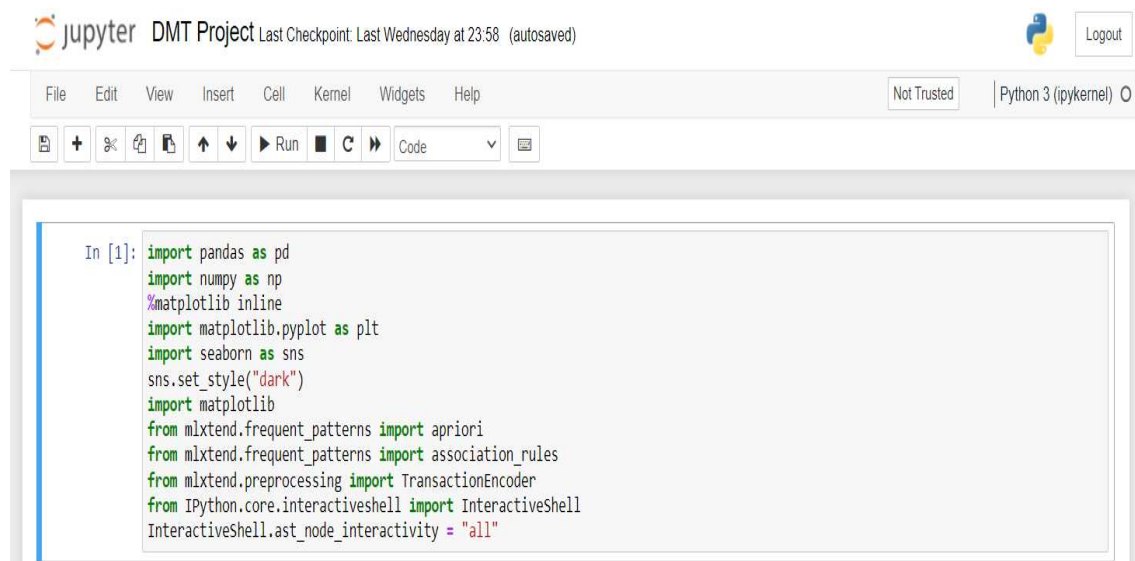 jupyter DMT Project Last Checkpoint: Last Wednesday at 23:58 (autosaved) Logout
File Edit View Insert Cell Kernel Widgets Help Not Trusted Python 3 (ipykernel)
Run Code
In [1]: import pandas as pd
import numpy as np
%matplotlib inline
import matplotlib.pyplot as plt
import seaborn as sns
sns.set_style("dark")
import matplotlib
from mlxtend.frequent_patterns import apriori
from mlxtend.frequent_patterns import association_rules
from mlxtend.preprocessing import TransactionEncoder
from IPython.core.interactiveshell import InteractiveShell
InteractiveShell.ast_node_interactivity = "all"